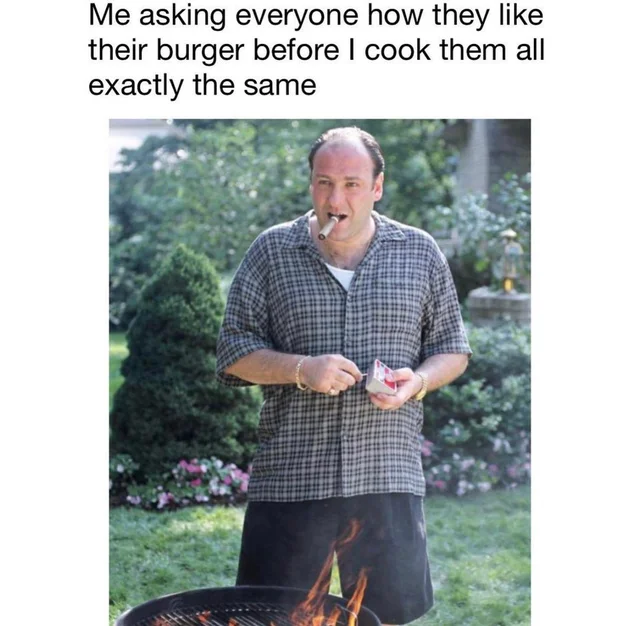 Me asking everyone how they like
their burger before I cook them all
exactly the same